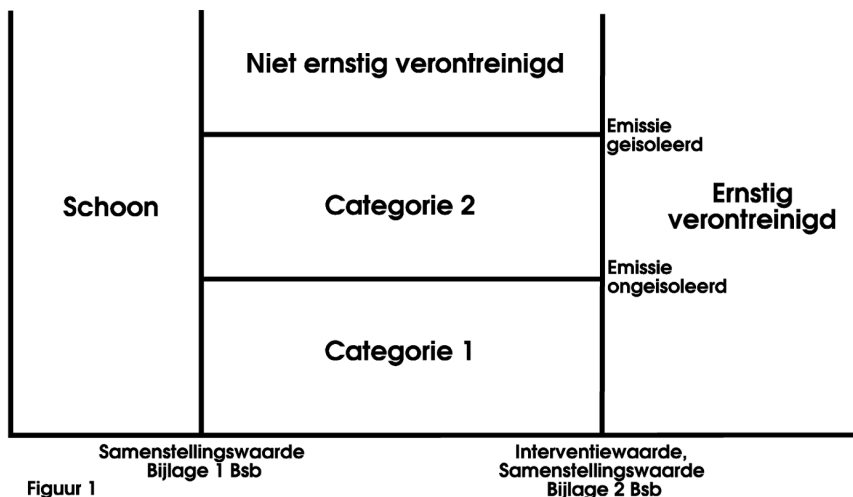 Niet ernstig verontreinigd
Emissie
geisoleerd
Schoon
Categorie 2
Ernstig
verontreinigd
Emissie
ongeisoleerd
Categorie 1
Samenstellingswaarde
Bijlage 1 Bsb
Interventiewaarde,
Samenstellingswaarde
Bijlage 2 Bsb
Figuur 1